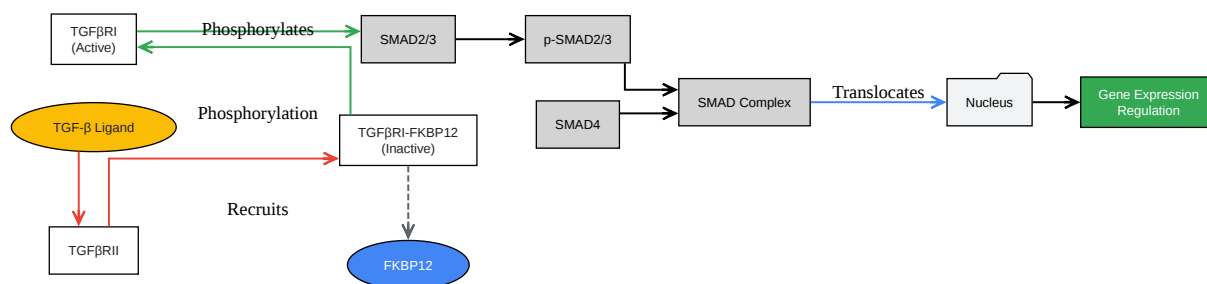 TGFβRI
(Active)
Phosphorylates
SMAD2/3
p-SMAD2/3
TGF-β Ligand
Phosphorylation
TGFβRI-FKBP12
(Inactive)
SMAD4
SMAD Complex
Translocates
Nucleus
Gene Expression
Regulation
Recruits
TGFβRII
FKBP12